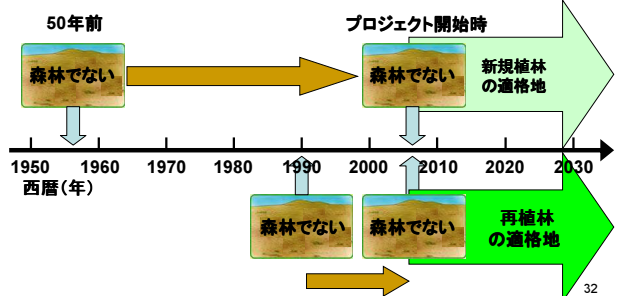 50年前
プロジェクト開始時
森林でない
森林でない
新規植林
の適格地
1950 1960 1970 1980 1990 2000 2010 2020 2030
西暦(年)
森林でない
森林でない
再植林
の適格地
32